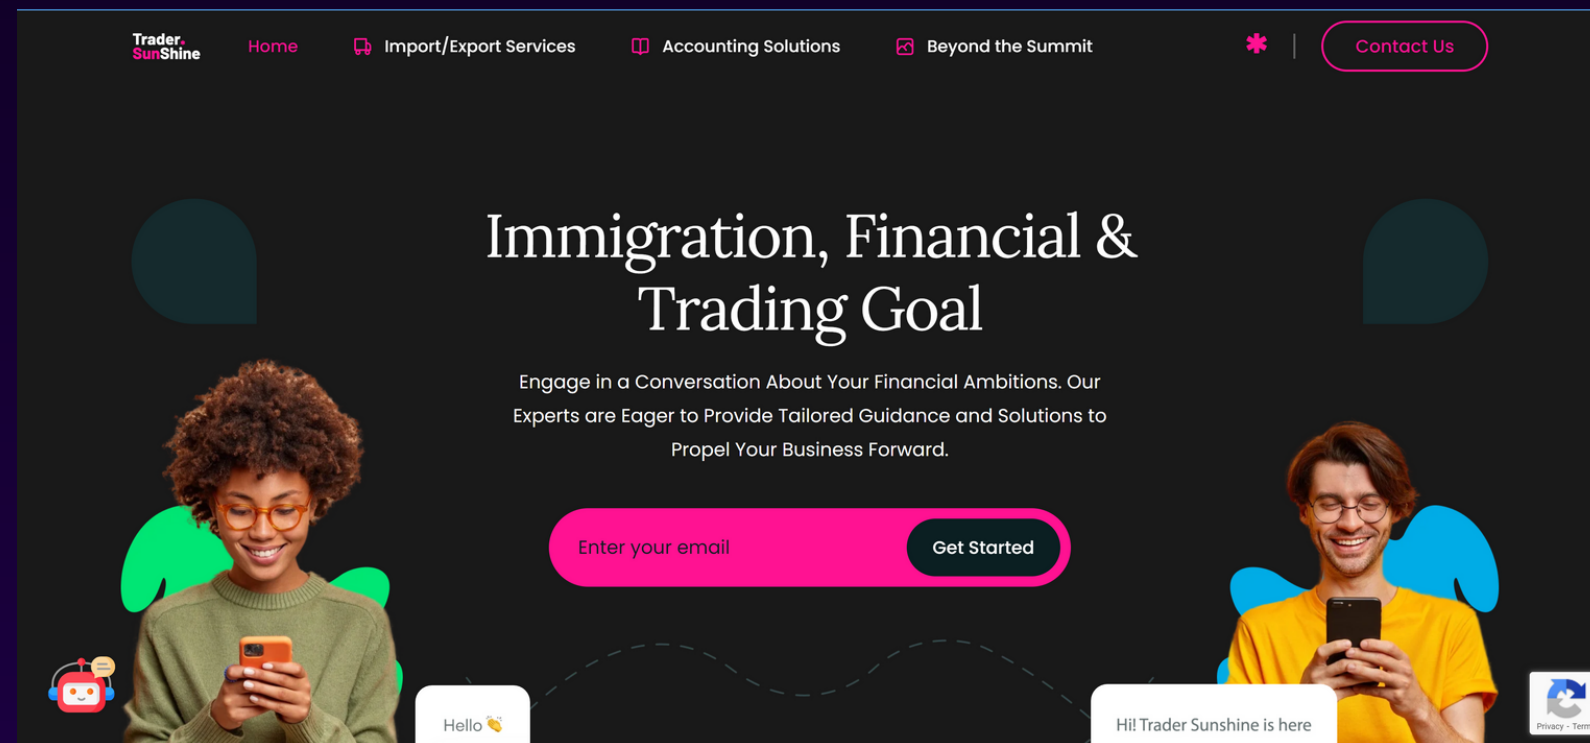 Trader.
SunShine
Home
Import/Export Services
Accounting Solutions
Beyond the Summit
Contact Us
Immigration, Financial &
Trading Goal
Engage in a Conversation About Your Financial Ambitions. Our
Experts are Eager to Provide Tailored Guidance and Solutions to
Propel Your Business Forward.
Enter your email
Get Started
Hello 👏
Hi! Trader Sunshine is here
Privacy - Term